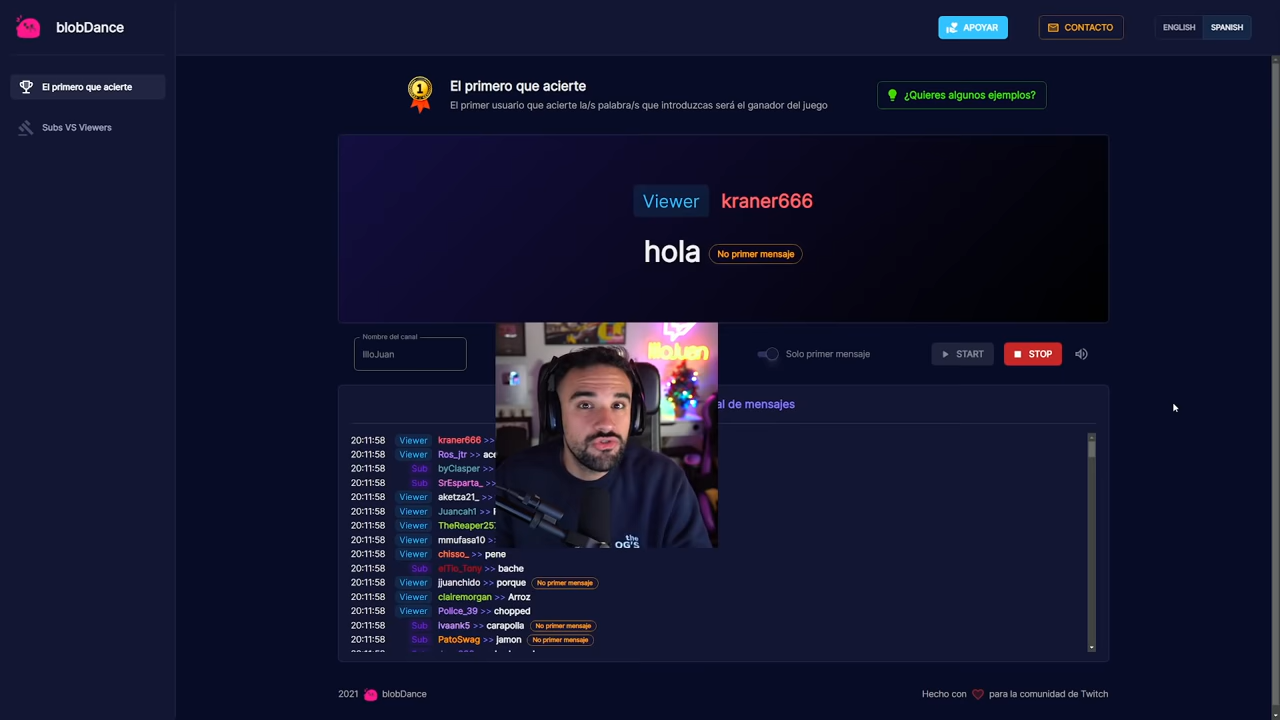 blobDance
APOYAR
CONTACTO
ENGLISH
SPANISH
El primero que acierte
Subs VS Viewers
El primero que acierte
El primer usuario que acierte la/s palabra/s que introduzcas será el ganador del juego
¿Quieres algunos ejemplos?
1
Viewer kraner666
hola No primer mensaje
Nombre del canal
IlloJuan
illoJuan
Solo primer mensaje
START
STOP
al de mensajes
20:11:58 Viewer kraner666 >>
20:11:58 Viewer Ros_jtr >> ace
20:11:58 Sub byClasper >>
20:11:58 Sub SrEsparta_ >>
20:11:58 Viewer aketza21_ >>
20:11:58 Viewer Juancah1 >>
20:11:58 Viewer TheReaper25
20:11:58 Viewer mmufasa10 >>
20:11:58 Viewer chisso_ >> pene
20:11:58 Sub elTio_Tony >> bache
20:11:58 Viewer jjuanchido >> porque No primer mensaje
20:11:58 Viewer clairemorgan >> Arroz
20:11:58 Viewer Police_39 >> chopped
20:11:58 Sub Ivaank5 >> carapolla No primer mensaje
20:11:58 Sub PatoSwag >> jamon No primer mensaje
the
OG'S
2021 blobDance
Hecho con para la comunidad de Twitch